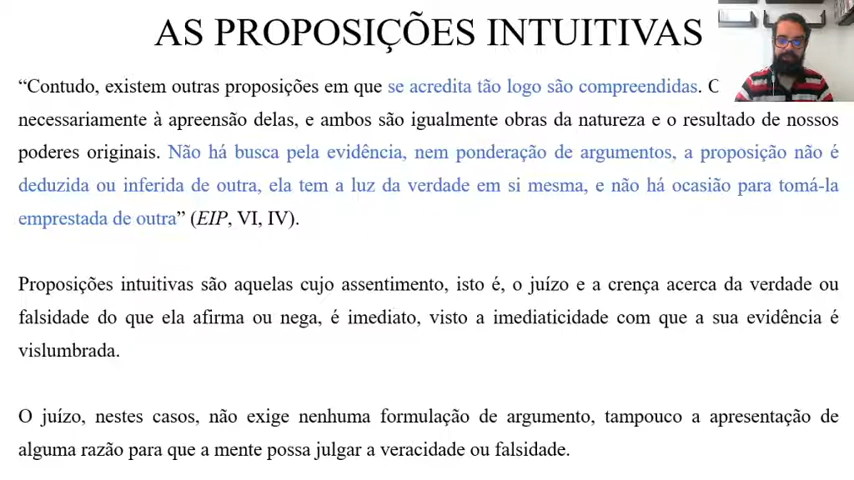 AS PROPOSIÇÕES INTUITIVAS
“Contudo, existem outras proposições em que se acredita tão logo são compreendidas.
necessariamente à apreensão delas, e ambos são igualmente obras da natureza e o resultado de nossos
poderes originais. Não há busca pela evidência, nem ponderação de argumentos, a proposição não é
deduzida ou inferida de outra, ela tem a luz da verdade em si mesma, e não há ocasião para tomá-la
emprestada de outra” (EIP, VI, IV).
Proposições intuitivas são aquelas cujo assentimento, isto é, o juízo e a crença acerca da verdade ou
falsidade do que ela afirma ou nega, é imediato, visto a imediaticidade com que a sua evidência é
vislumbrada.
O juízo, nestes casos, não exige nenhuma formulação de argumento, tampouco a apresentação de
alguma razão para que a mente possa julgar a veracidade ou falsidade.